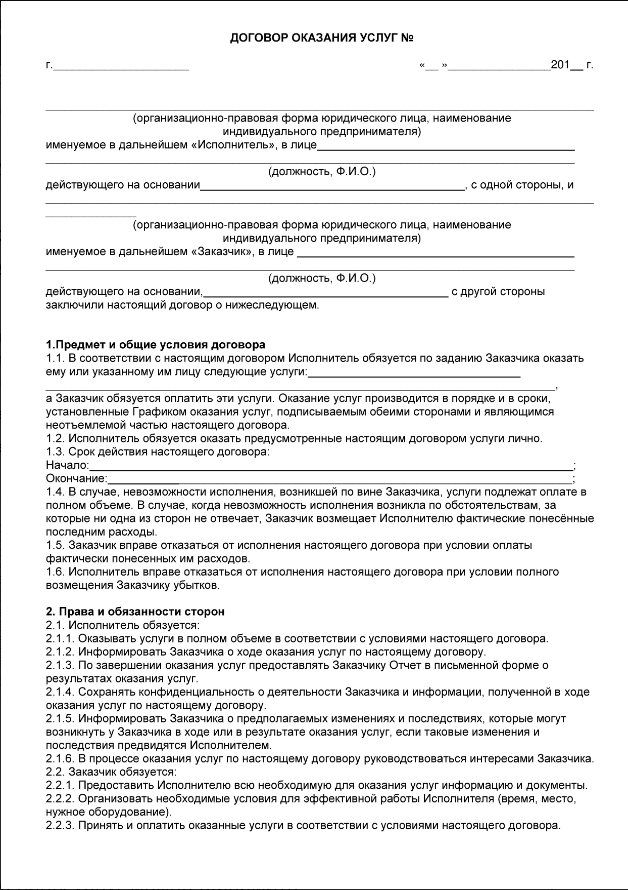 ДОГОВОР ОКАЗАНИЯ УСЛУГ №
г.______________________ «__ »________________201__ г.
________________________________________________________________________________________
(организационно-правовая форма юридического лица, наименование
индивидуального предпринимателя)
именуемое в дальнейшем «Исполнитель», в лице_________________________________________
_____________________________________________________________________________________
(должность, Ф.И.О.)
действующего на основании__________________________________________, с одной стороны, и
________________________________________________________________________________________
______________
(организационно-правовая форма юридического лица, наименование
индивидуального предпринимателя)
именуемое в дальнейшем «Заказчик», в лице ____________________________________________
_____________________________________________________________________________________
(должность, Ф.И.О.)
действующего на основании,_______________________________________ с другой стороны
заключили настоящий договор о нижеследующем.
1.Предмет и общие условия договора
1.1. В соответствии с настоящим договором Исполнитель обязуется по заданию Заказчика оказать
ему или указанному им лицу следующие услуги:__________________________________
__________________________________________________________________________________,
а Заказчик обязуется оплатить эти услуги. Оказание услуг производится в порядке и в сроки,
установленные Графиком оказания услуг, подписываемым обеими сторонами и являющимся
неотъемлемой частью настоящего договора.
1.2. Исполнитель обязуется оказать предусмотренные настоящим договором услуги лично.
1.3. Срок действия настоящего договора:
Начало:______________________________________________________________________________;
Окончание:___________________________________________________________________________;
1.4. В случае, невозможности исполнения, возникшей по вине Заказчика, услуги подлежат оплате в
полном объеме. В случае, когда невозможность исполнения возникла по обстоятельствам, за
которые ни одна из сторон не отвечает, Заказчик возмещает Исполнителю фактические понесённые
последним расходы.
1.5. Заказчик вправе отказаться от исполнения настоящего договора при условии оплаты
фактически понесенных им расходов.
1.6. Исполнитель вправе отказаться от исполнения настоящего договора при условии полного
возмещения Заказчику убытков.
2. Права и обязанности сторон
2.1. Исполнитель обязуется:
2.1.1. Оказывать услуги в полном объеме в соответствии с условиями настоящего договора.
2.1.2. Информировать Заказчика о ходе оказания услуг по настоящему договору.
2.1.3. По завершении оказания услуг предоставлять Заказчику Отчет в письменной форме о
результатах оказания услуг.
2.1.4. Сохранять конфиденциальность о деятельности Заказчика и информации, полученной в ходе
оказания услуг по настоящему договору.
2.1.5. Информировать Заказчика о предполагаемых изменениях и последствиях, которые могут
возникнуть у Заказчика в ходе или в результате оказания услуг, если таковые изменения и
последствия предвидятся Исполнителем.
2.1.6. В процессе оказания услуг по настоящему договору руководствоваться интересами Заказчика.
2.2. Заказчик обязуется:
2.2.1. Предоставить Исполнителю всю необходимую для оказания услуг информацию и документы.
2.2.2. Организовать необходимые условия для эффективной работы Исполнителя (время, место,
нужное оборудование).
2.2.3. Принять и оплатить оказанные услуги в соответствии с условиями настоящего договора.